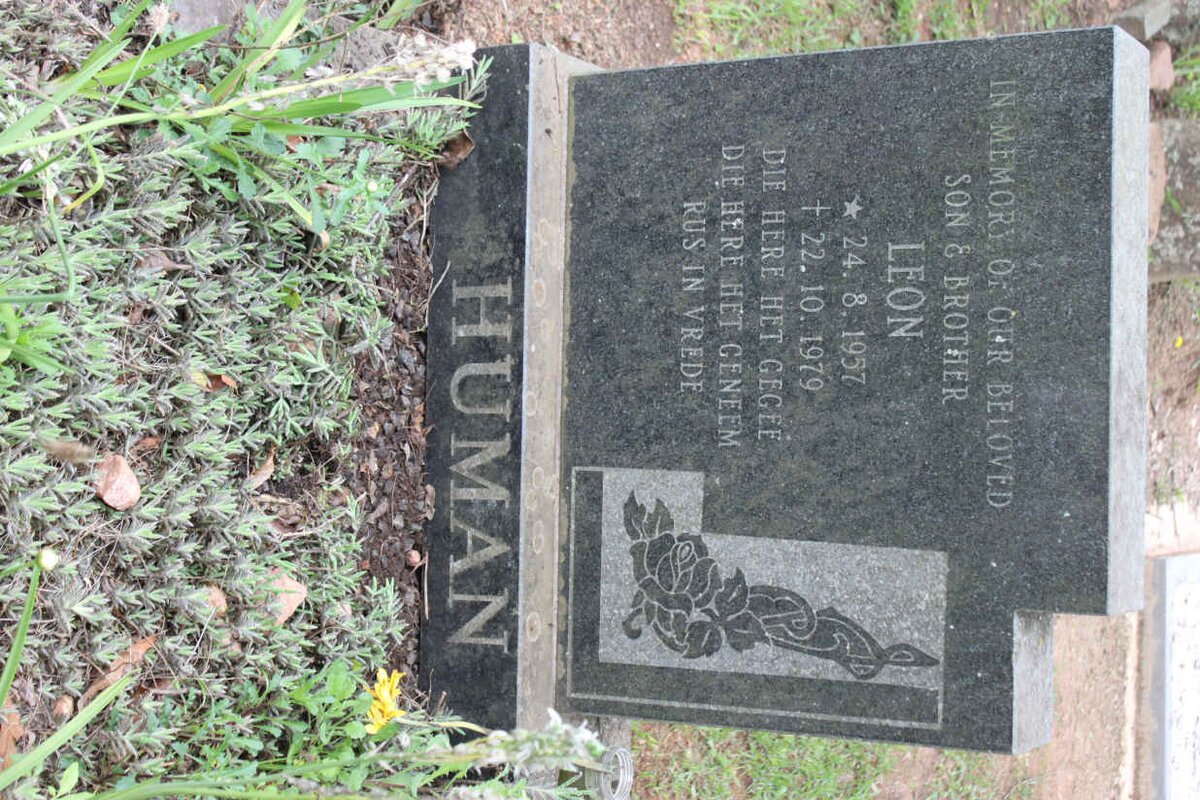 IN MEMORY OF OUR BELOVED
SON & BROTHER
LEON
★ 24. 8. 1957
✝ 22. 10. 1979
DIE HERE HET GEGEE
DIE HERE HET GENEEM
RUS IN VREDE
HUMAN